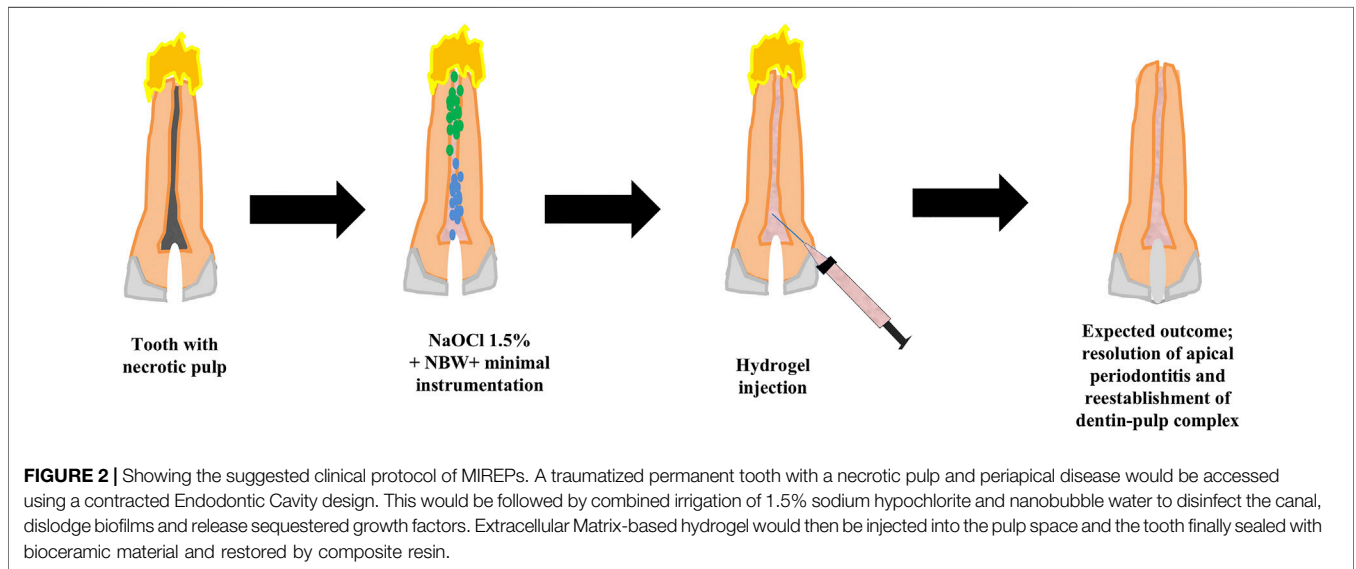 Tooth with
necrotic pulp
NaOCl 1.5%
+ NBW+ minimal
instrumentation
Hydrogel
injection
Expected outcome;
resolution of apical
periodontitis and
reestablishment of
dentin-pulp complex
FIGURE 2 | Showing the suggested clinical protocol of MIREPs. A traumatized permanent tooth with a necrotic pulp and periapical disease would be accessed
using a contracted Endodontic Cavity design. This would be followed by combined irrigation of 1.5% sodium hypochlorite and nanobubble water to disinfect the canal,
dislodge biofilms and release sequestered growth factors. Extracellular Matrix-based hydrogel would then be injected into the pulp space and the tooth finally sealed with
bioceramic material and restored by composite resin.